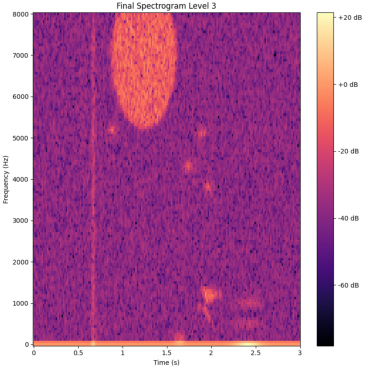 Final Spectrogram Level 3
8000
7000
6000
5000
4000
3000
2000
1000
0
Frequency (Hz)
0
0.5
1
1.5
2
2.5
3
Time (s)
+20 dB
+0 dB
-20 dB
-40 dB
-60 dB